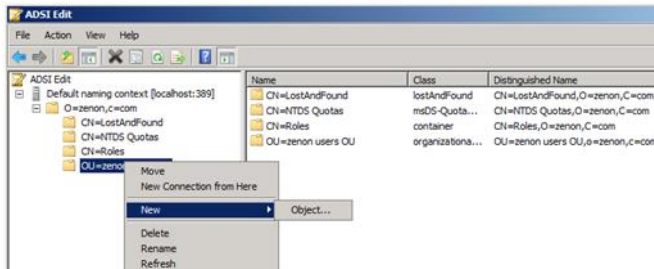 ADSI Edit
File Action View Help
ADSI Edit
Default naming context [localhost:389]
O=zenon,c=com
CN=LostAndFound
CN=NTDS Quotas
CN=Roles
OU=zenon
Name Class Distinguished Name
CN=LostAndFound lostAndFound CN=LostAndFound,O=zenon,C=com
CN=NTDS Quotas msDS-Quota... CN=NTDS Quotas,O=zenon,C=com
CN=Roles container CN=Roles,O=zenon,C=com
OU=zenon users OU organizationa... OU=zenon users OU,o=zenon,c=com
Move
New Connection from Here
New Object...
Delete
Rename
Refresh